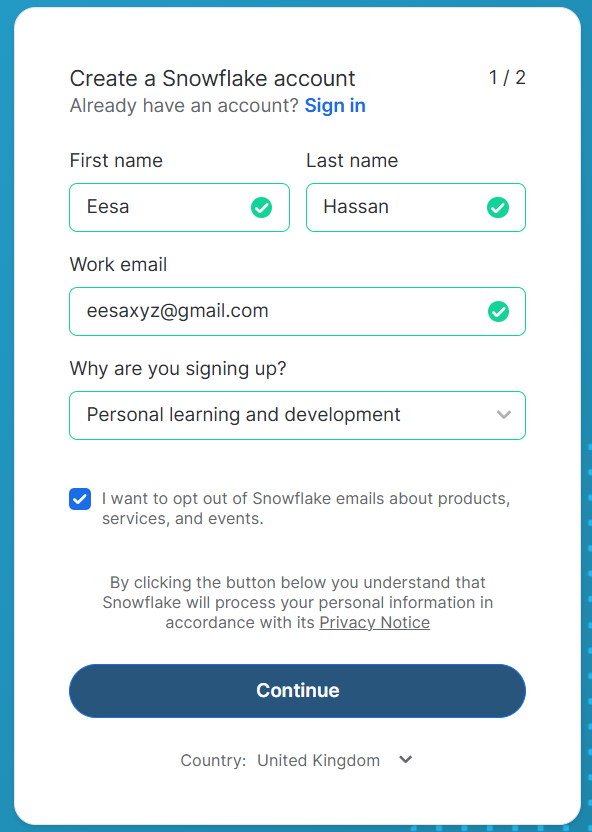 Create a Snowflake account
1 / 2
Already have an account? Sign in
First name
Last name
Eesa
Hassan
Work email
eesaxyz@gmail.com
Why are you signing up?
Personal learning and development
I want to opt out of Snowflake emails about products,
services, and events.
By clicking the button below you understand that
Snowflake will process your personal information in
accordance with its Privacy Notice
Continue
Country: United Kingdom